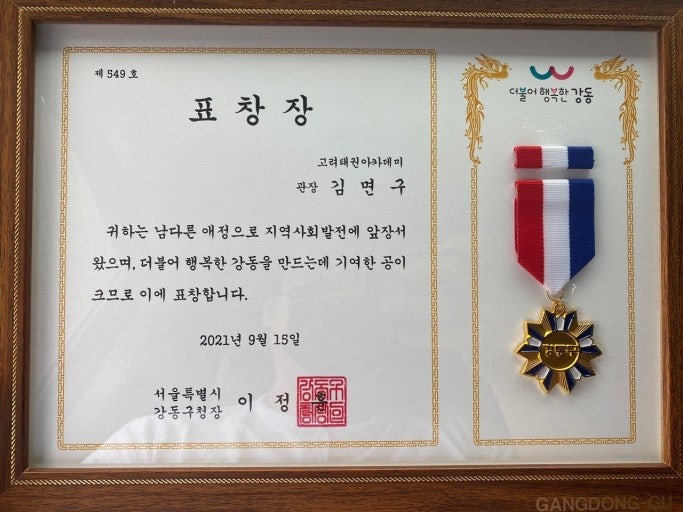 제 549 호
표 창 장
고려태권아카데미
관장 김 면 구
귀하는 남다른 애정으로 지역사회발전에 앞장서
왔으며, 더불어 행복한 강동을 만드는데 기여한 공이
크므로 이에 표창합니다.
2021년 9월 15일
서울특별시
강동구청장 이 정 훈
더불어 행복한 강동
강동구
GANGDONG-GU